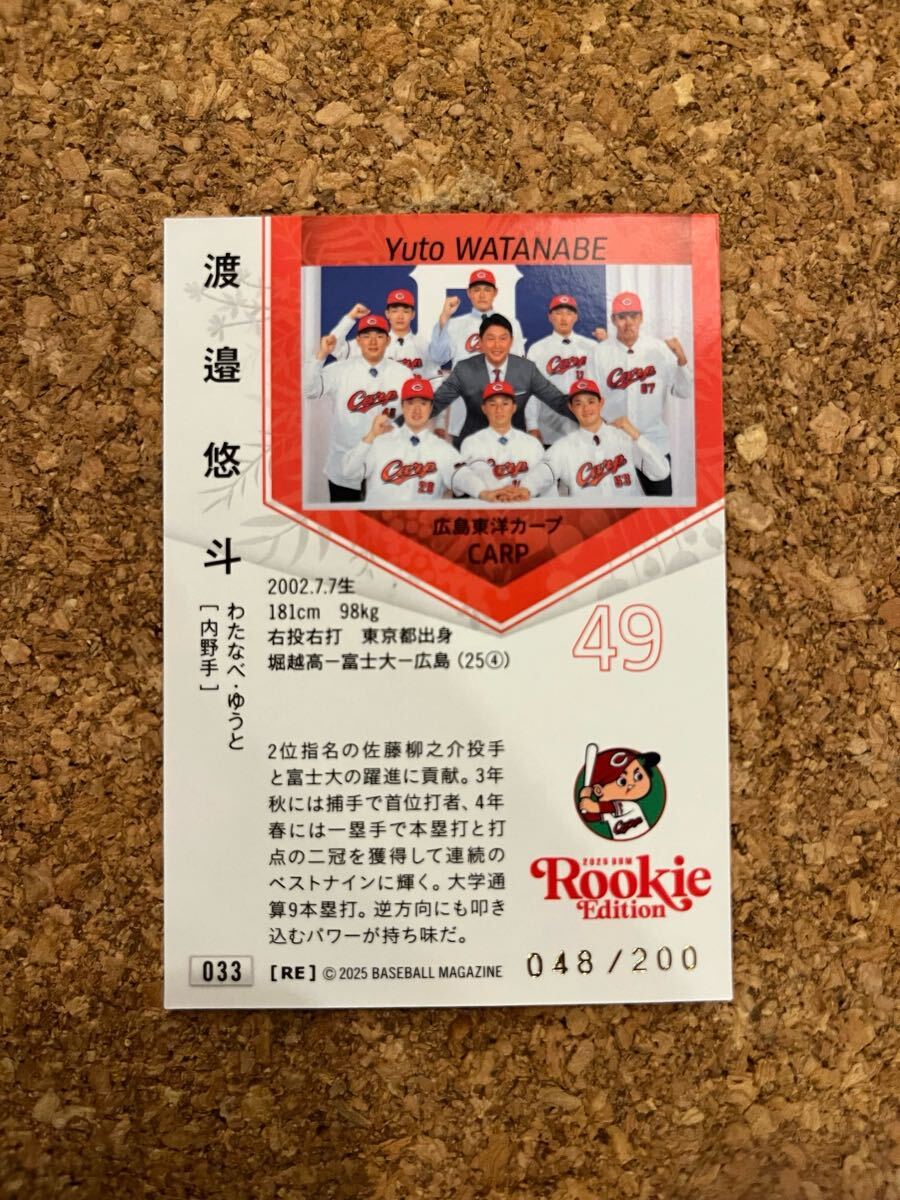 Yuto WATANABE
渡邉悠斗
わたなべ・ゆうと
[内野手]
Carp
Carp
Carp 87
Carp 28
Carp
Carp 53
広島東洋カープ
CARP
2002.7.7生
181cm 98kg
右投右打 東京都出身
堀越高ー富士大ー広島(25④)
49
2位指名の佐藤柳之介投手
と富士大の躍進に貢献。3年
秋には捕手で首位打者、4年
春には一塁手で本塁打と打
点の二冠を獲得して連続の
ベストナインに輝く。大学通
算9本塁打。逆方向にも叩き
込むパワーが持ち味だ。
Carp
2025 BBM
Rookie
Edition
033
[RE] © 2025 BASEBALL MAGAZINE
048/200